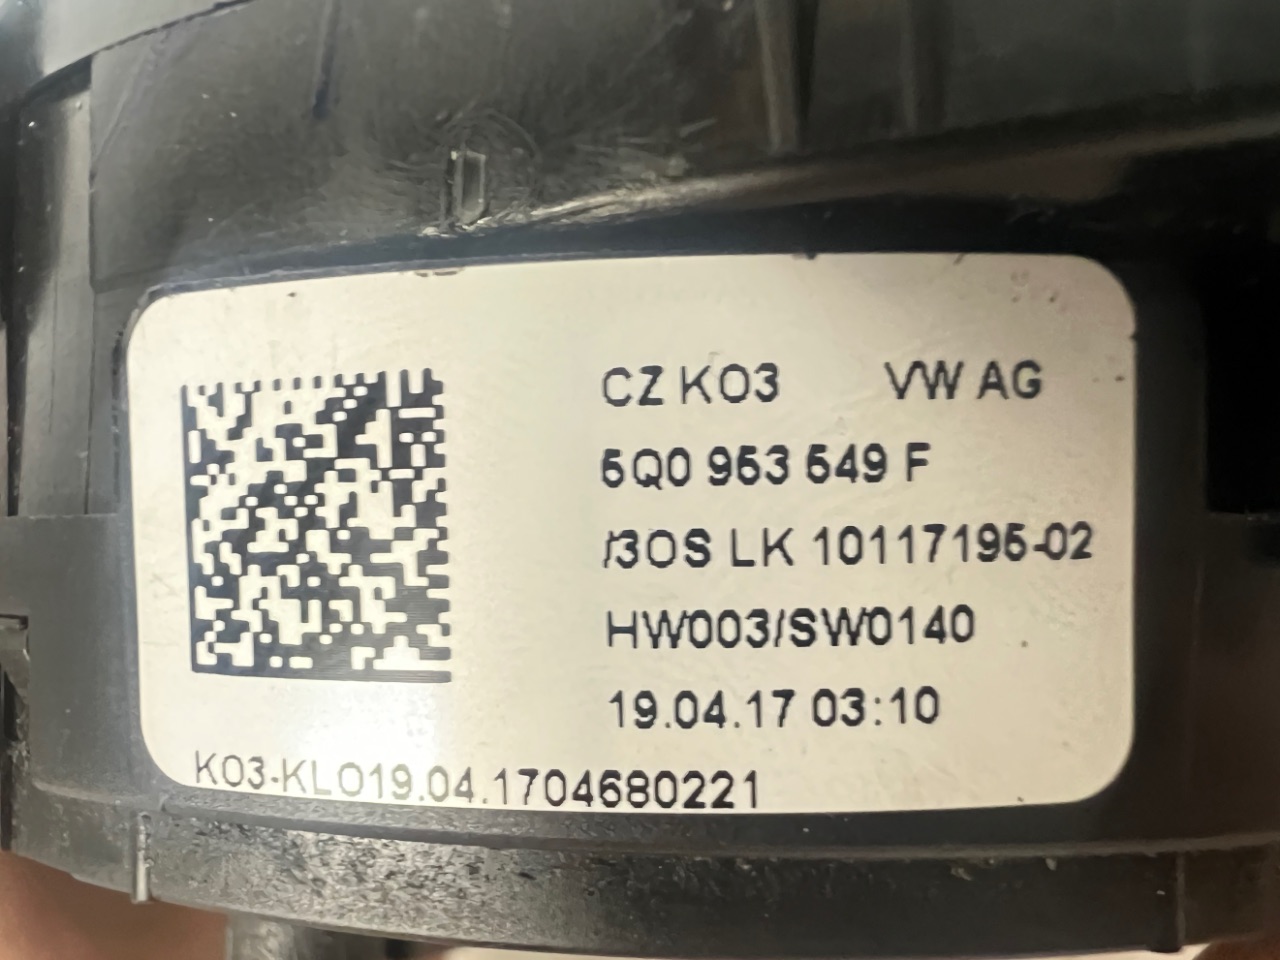 CZ K03 VW AG
5Q0 953 549 F
/3OS LK 10117195-02
HW003/SW0140
19.04.17 03:10
K03-KLO19.04.1704680221